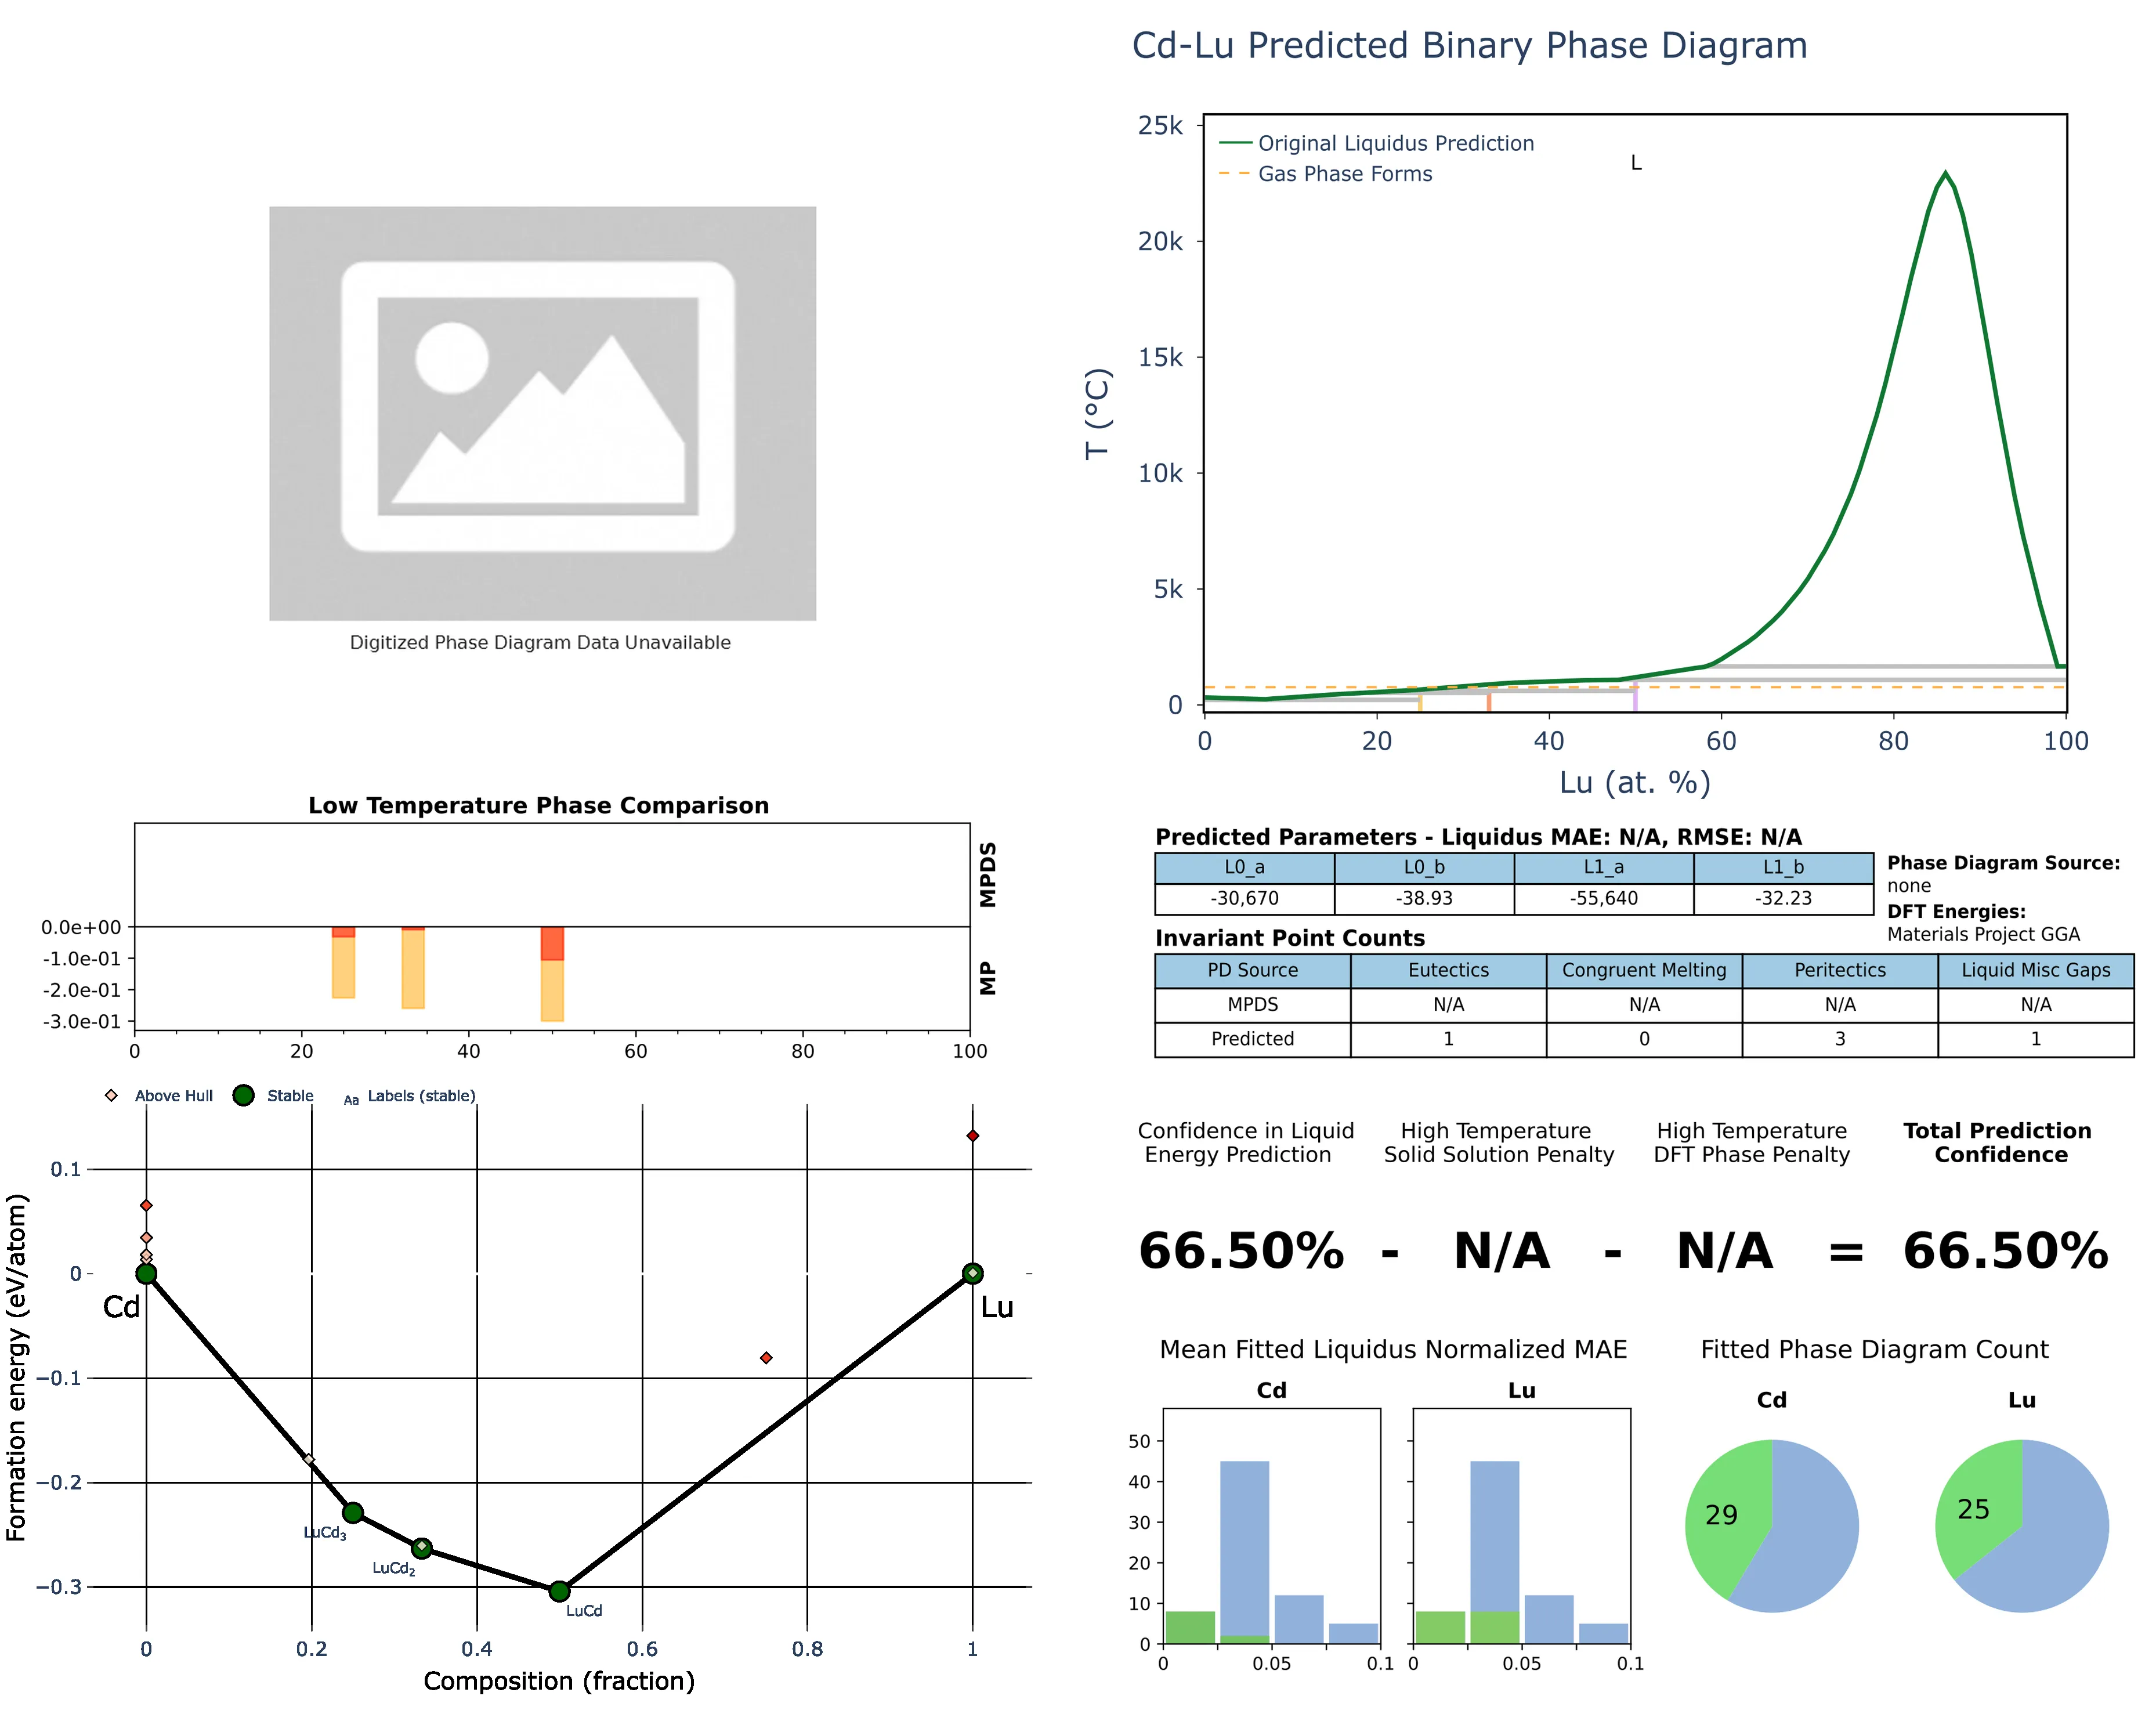 Cd-Lu Predicted Binary Phase Diagram
25k
20k
15k
10k
5k
0
T (°C)
Original Liquidus Prediction
Gas Phase Forms
L
0 20 40 60 80 100
Lu (at. %)
Digitized Phase Diagram Data Unavailable
Low Temperature Phase Comparison
MPDS
MP
0.0e+00
-1.0e-01
-2.0e-01
-3.0e-01
0 20 40 60 80 100
Predicted Parameters - Liquidus MAE: N/A, RMSE: N/A
L0_a L0_b L1_a L1_b
-30,670 -38.93 -55,640 -32.23
Phase Diagram Source:
none
DFT Energies:
Materials Project GGA
Invariant Point Counts
PD Source Eutectics Congruent Melting Peritectics Liquid Misc Gaps
MPDS N/A N/A N/A N/A
Predicted 1 0 3 1
Above Hull Stable Aa Labels (stable)
0.1
0
−0.1
−0.2
−0.3
Formation energy (eV/atom)
Cd
Lu
LuCd3
LuCd2
LuCd
0 0.2 0.4 0.6 0.8 1
Composition (fraction)
Confidence in Liquid
Energy Prediction
High Temperature
Solid Solution Penalty
High Temperature
DFT Phase Penalty
Total Prediction
Confidence
66.50% - N/A - N/A = 66.50%
Mean Fitted Liquidus Normalized MAE
Cd Lu
50
40
30
20
10
0
0 0.05 0.1 0 0.05 0.1
Fitted Phase Diagram Count
Cd Lu
29 25